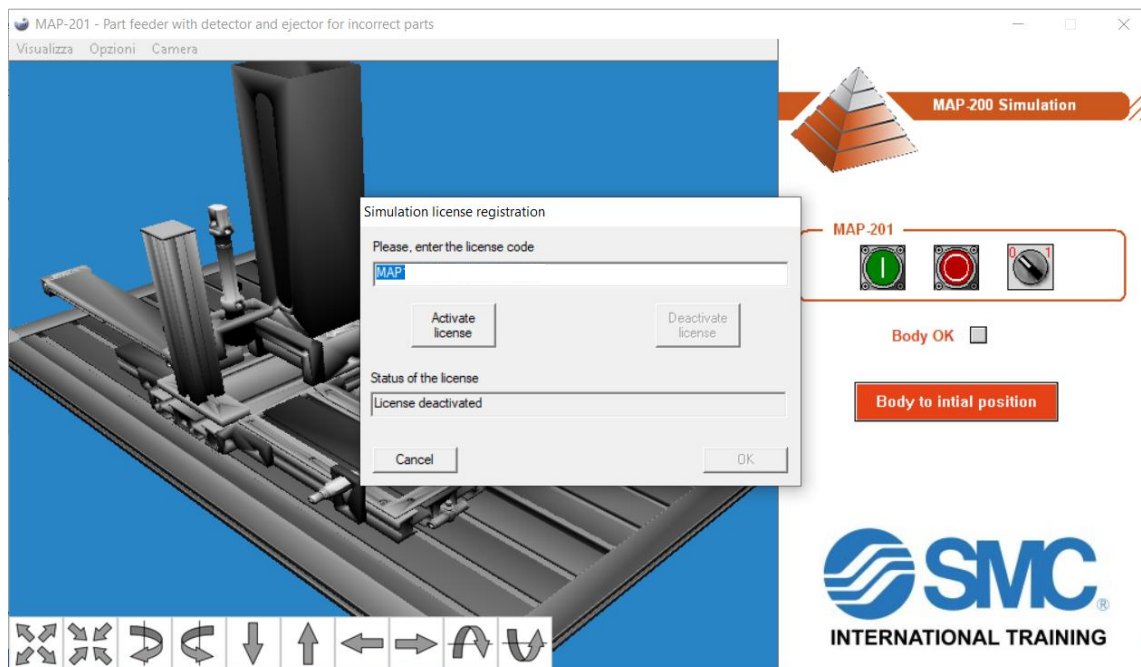 MAP-201 - Part feeder with detector and ejector for incorrect parts
Visualizza Opzioni Camera
MAP-200 Simulation
Simulation license registration
Please, enter the license code
MAP
Activate
license
Deactivate
license
Status of the license
License deactivated
Cancel
OK
MAP-201
0 1
Body OK
Body to intial position
SMC
®
INTERNATIONAL TRAINING